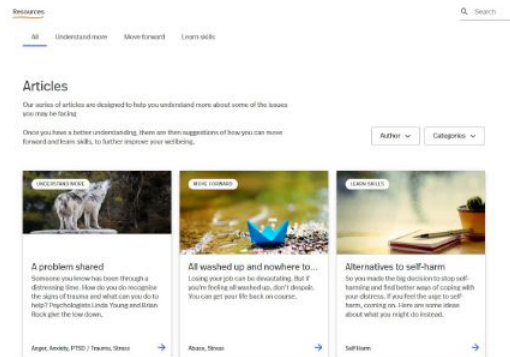 Resources
Search
All Understand more Move forward Learn skills
Articles
Our series of articles are designed to help you understand more about some of the issues
you may be facing
Once you have a better understanding, there are then suggestions of how you can move
forward and learn skills, to further improve your wellbeing.
Author
Categories
UNDERSTAND MORE
A problem shared
Someone you know has been through a
distressing time. How do you do recognise
the signs of trauma and what can you do to
help? Psychologists Linda Young and Brian
Rock give the low down.
Anger, Anxiety, PTSD / Trauma, Stress
MOVE FORWARD
All washed up and nowhere to...
Losing your job can be devastating. But if
you're feeling all washed up, don't despair.
You can get your life back on course.
Abuse, Stress
LEARN SKILLS
Alternatives to self-harm
So you made the big decision to stop self-
harming and find better ways of coping with
your distress. If you feel the urge to self
harm, coming on. Here are some ideas
about what you might do instead.
Self Harm